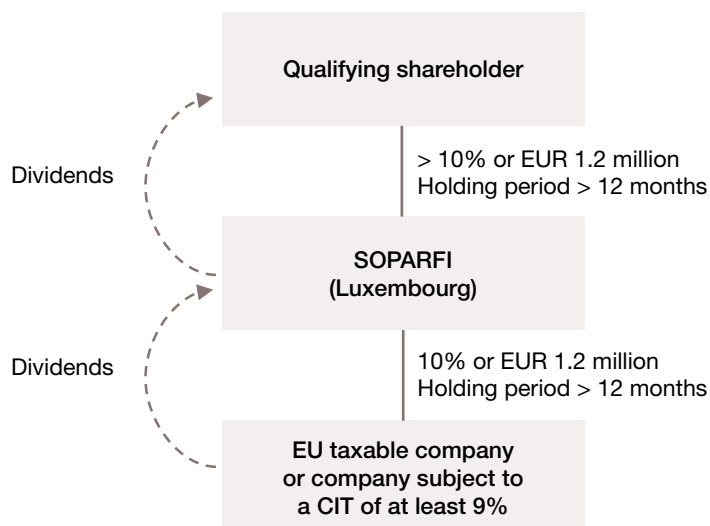 Qualifying shareholder
Dividends
> 10% or EUR 1.2 million
Holding period > 12 months
SOPARFI
(Luxembourg)
Dividends
10% or EUR 1.2 million
Holding period > 12 months
EU taxable company
or company subject to
a CIT of at least 9%